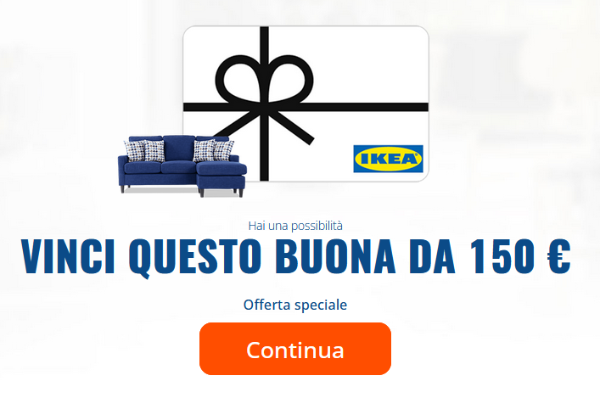 IKEA
Hai una possibilità
VINCI QUESTO BUONA DA 150 €
Offerta speciale
Continua